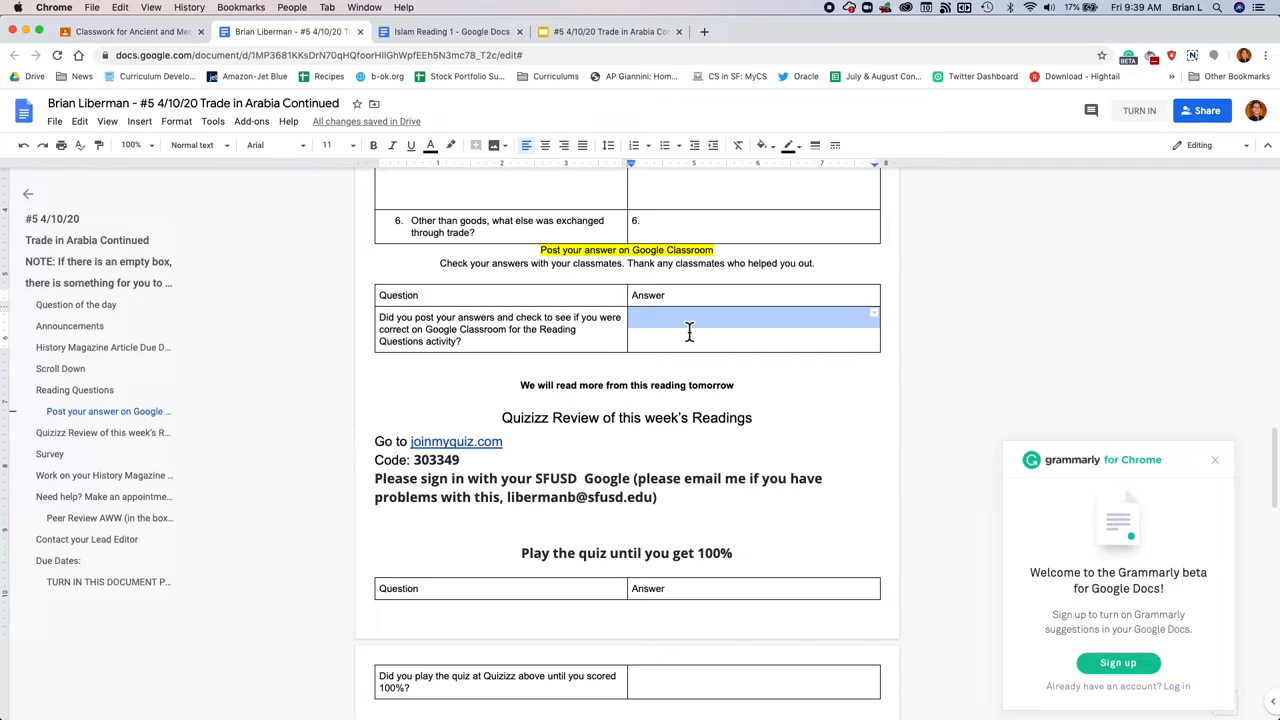 Chrome File Edit View History Bookmarks People Tab Window Help 100% Fri 9:39 AM Brian L
Classwork for Ancient and Me
Brian Liberman - #5 4/10/20 T
Islam Reading 1 - Google Docs
#5 4/10/20 Trade in Arabia Co
docs.google.com/document/d/1MP3681KKsDrN70qHQfoorHIiGhWpfEEh5N3mc78_T2c/edit#
BETA
Drive News Curriculum Devel... Amazon-Jet Blue Recipes b-ok.org Stock Portfolio Su... Curriculums AP Giannini: Hom... CS in SF: MyCS Oracle July & August Con... Twitter Dashboard Download - Hightail » Other Bookmarks
Brian Liberman - #5 4/10/20 Trade in Arabia Continued
TURN IN
Share
File Edit View Insert Format Tools Add-ons Help All changes saved in Drive
100% Normal text Arial 11 Editing
1 2 3 4 5 6 7 8
#5 4/10/20
Trade in Arabia Continued
NOTE: If there is an empty box,
there is something for you to ...
Question of the day
Announcements
History Magazine Article Due D...
Scroll Down
Reading Questions
Post your answer on Google ...
Quizizz Review of this week's R...
Survey
Work on your History Magazine ...
Need help? Make an appointme...
Peer Review AWW (in the box...
Contact your Lead Editor
Due Dates:
TURN IN THIS DOCUMENT P...
6. Other than goods, what else was exchanged
through trade?
6.
Post your answer on Google Classroom
Check your answers with your classmates. Thank any classmates who helped you out.
Question
Answer
Did you post your answers and check to see if you were
correct on Google Classroom for the Reading
Questions activity?
We will read more from this reading tomorrow
Quizizz Review of this week's Readings
Go to joinmyquiz.com
Code: 303349
Please sign in with your SFUSD Google (please email me if you have
problems with this, libermanb@sfusd.edu)
Play the quiz until you get 100%
Question
Answer
Did you play the quiz at Quizizz above until you scored
100%?
grammarly for Chrome
Welcome to the Grammarly beta
for Google Docs!
Sign up to turn on Grammarly
suggestions in your Google Docs.
Sign up
Already have an account? Log in